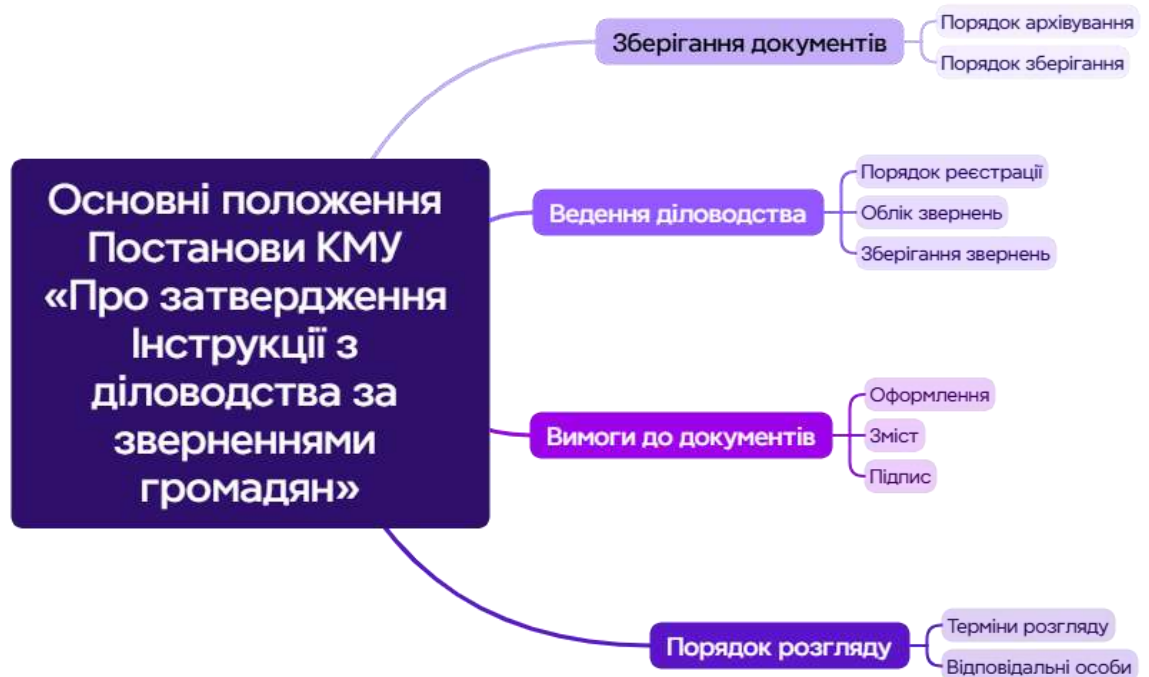 Основні положення
Постанови КМУ
«Про затвердження
Інструкції з
діловодства за
зверненнями
громадян»
Зберігання документів
Порядок архівування
Порядок зберігання
Ведення діловодства
Порядок реєстрації
Облік звернень
Зберігання звернень
Вимоги до документів
Оформлення
Зміст
Підпис
Порядок розгляду
Терміни розгляду
Відповідальні особи